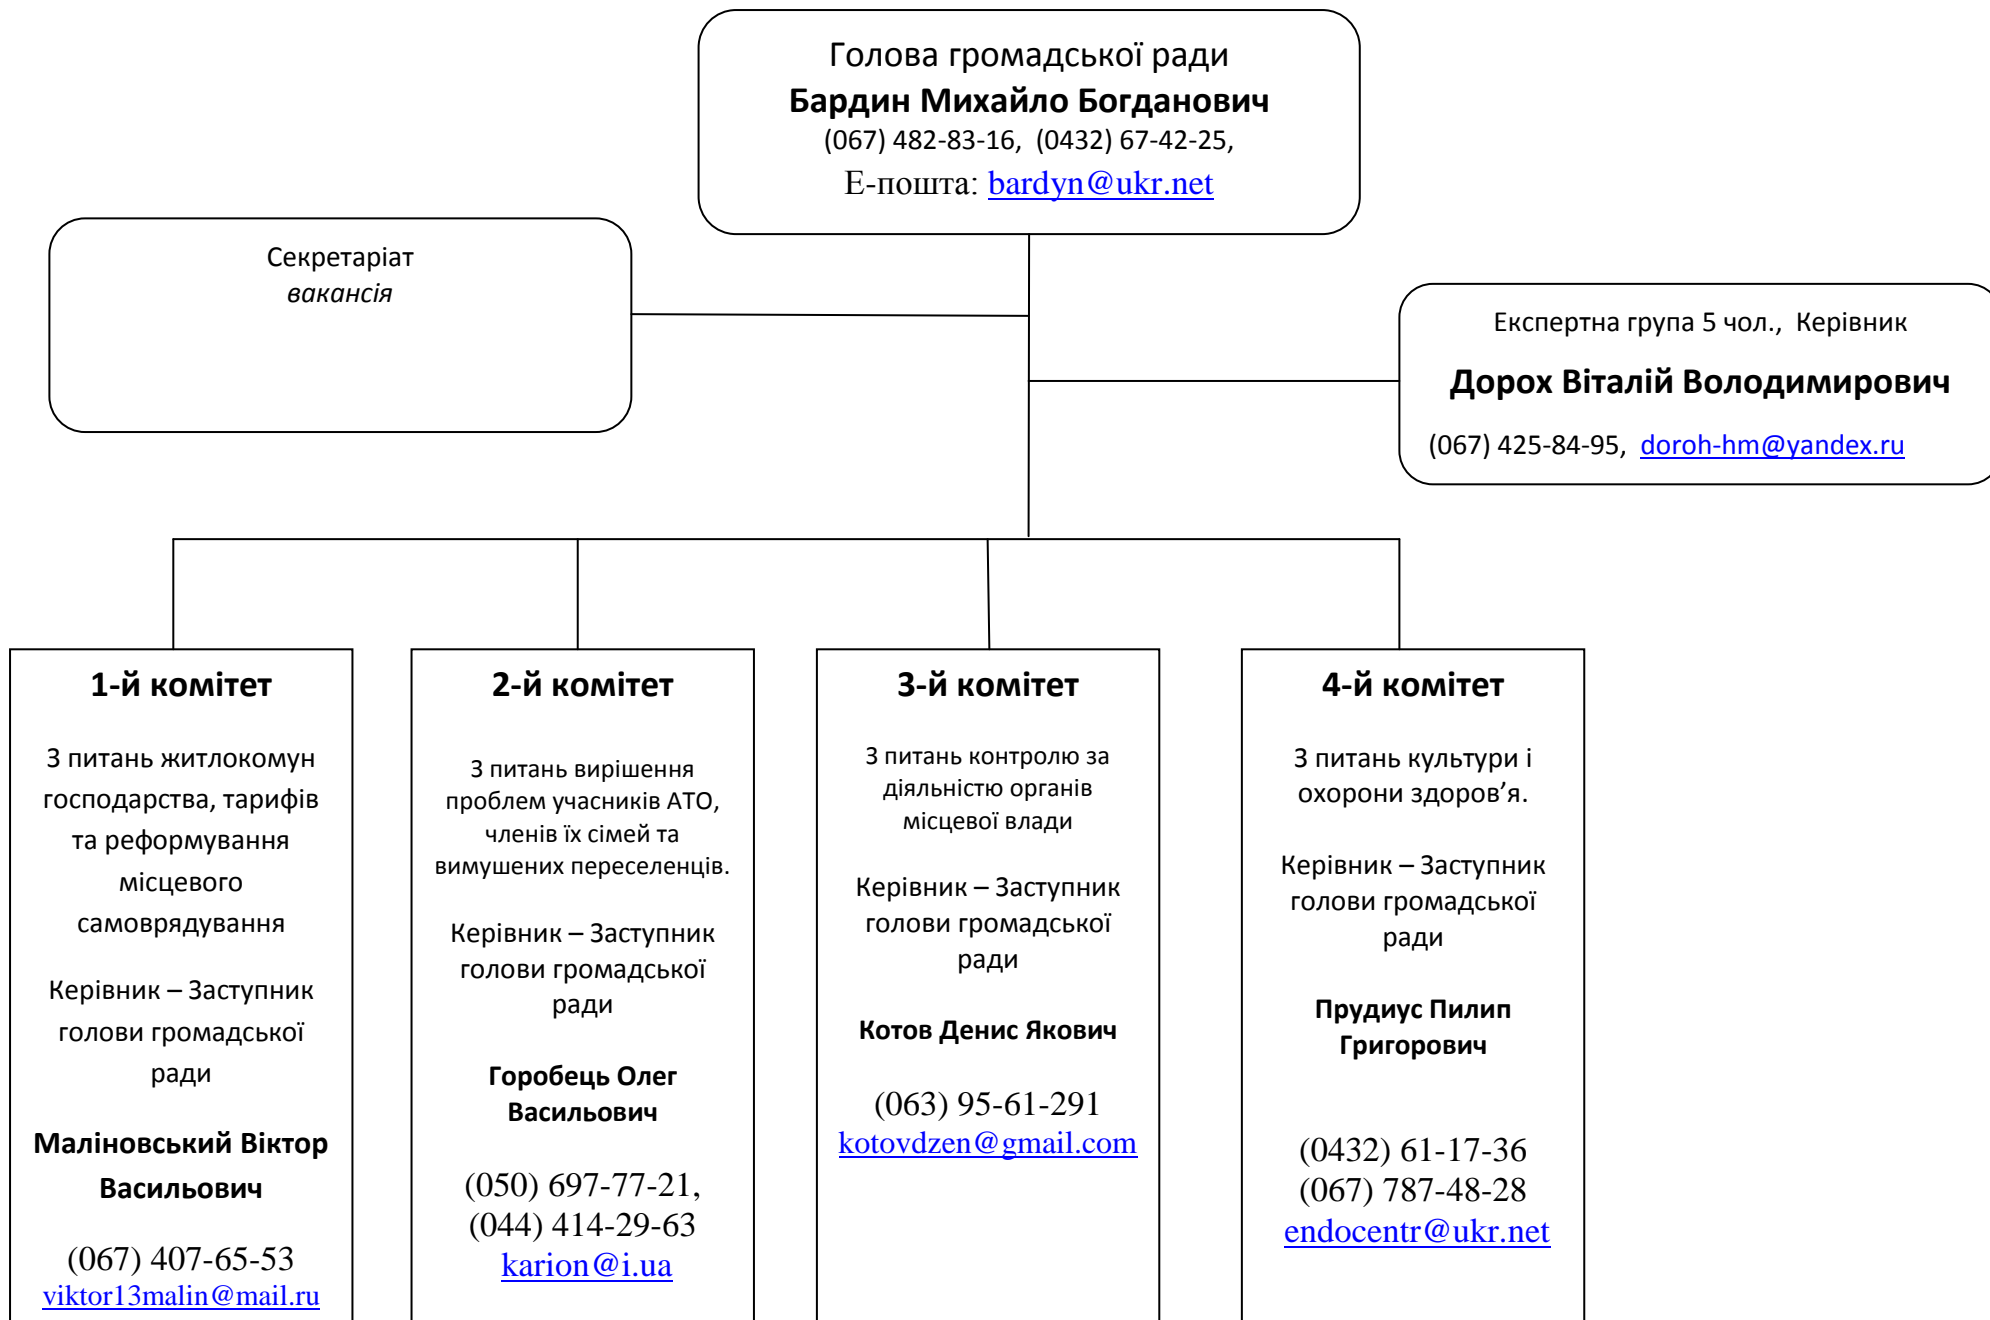 Голова громадської ради
Бардин Михайло Богданович
(067) 482-83-16, (0432) 67-42-25,
Е-пошта: bardyn@ukr.net
Секретаріат
вакансія
Експертна група 5 чол., Керівник
Дорох Віталій Володимирович
(067) 425-84-95, doroh-hm@yandex.ru
1-й комітет
З питань житлокомун
господарства, тарифів
та реформування
місцевого
самоврядування
Керівник – Заступник
голови громадської
ради
Маліновський Віктор
Васильович
(067) 407-65-53
viktor13malin@mail.ru
2-й комітет
З питань вирішення
проблем учасників АТО,
членів їх сімей та
вимушених переселенців.
Керівник – Заступник
голови громадської
ради
Горобець Олег
Васильович
(050) 697-77-21,
(044) 414-29-63
karion@i.ua
3-й комітет
З питань контролю за
діяльністю органів
місцевої влади
Керівник – Заступник
голови громадської
ради
Котов Денис Якович
(063) 95-61-291
kotovdzen@gmail.com
4-й комітет
З питань культури і
охорони здоров’я.
Керівник – Заступник
голови громадської
ради
Прудиус Пилип
Григорович
(0432) 61-17-36
(067) 787-48-28
endocentr@ukr.net